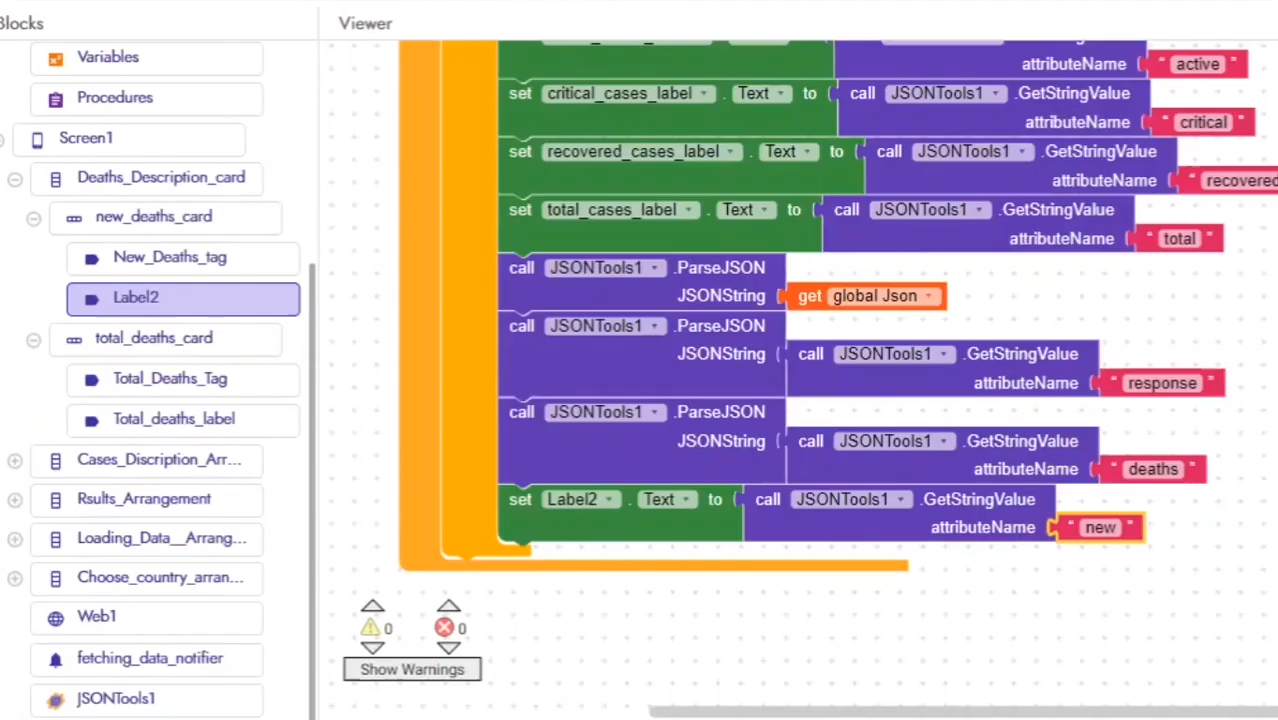 Blocks
Viewer
Variables
Procedures
Screen1
Deaths_Description_card
new_deaths_card
New_Deaths_tag
Label2
total_deaths_card
Total_Deaths_Tag
Total_deaths_label
Cases_Discription_Arr...
Rsults_Arrangement
Loading_Data__Arrang...
Choose_country_arran...
Web1
fetching_data_notifier
JSONTools1
attributeName " active "
set critical_cases_label . Text to call JSONTools1 .GetStringValue
attributeName " critical "
set recovered_cases_label . Text to call JSONTools1 .GetStringValue
attributeName " recovered
set total_cases_label . Text to call JSONTools1 .GetStringValue
attributeName " total "
call JSONTools1 .ParseJSON
JSONString get global Json
call JSONTools1 .ParseJSON
JSONString call JSONTools1 .GetStringValue
attributeName " response "
call JSONTools1 .ParseJSON
JSONString call JSONTools1 .GetStringValue
attributeName " deaths "
set Label2 . Text to call JSONTools1 .GetStringValue
attributeName " new "
0 0
Show Warnings